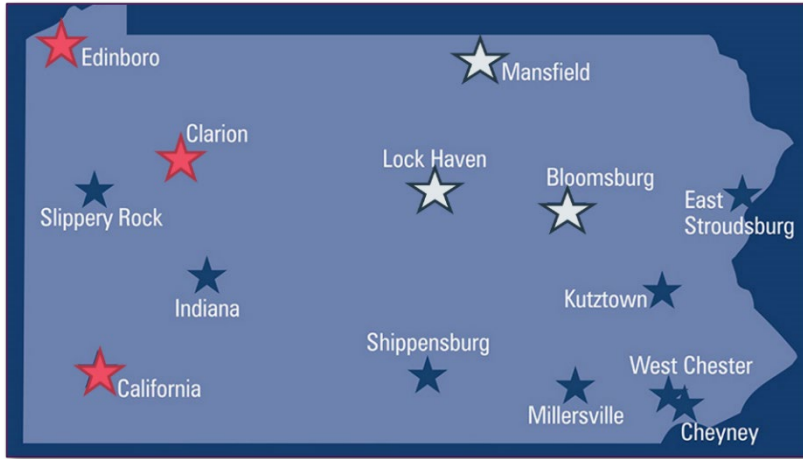 Edinboro
Mansfield
Clarion
Lock Haven
Bloomsburg
Slippery Rock
East
Stroudsburg
Indiana
Kutztown
Shippensburg
West Chester
California
Millersville
Cheyney